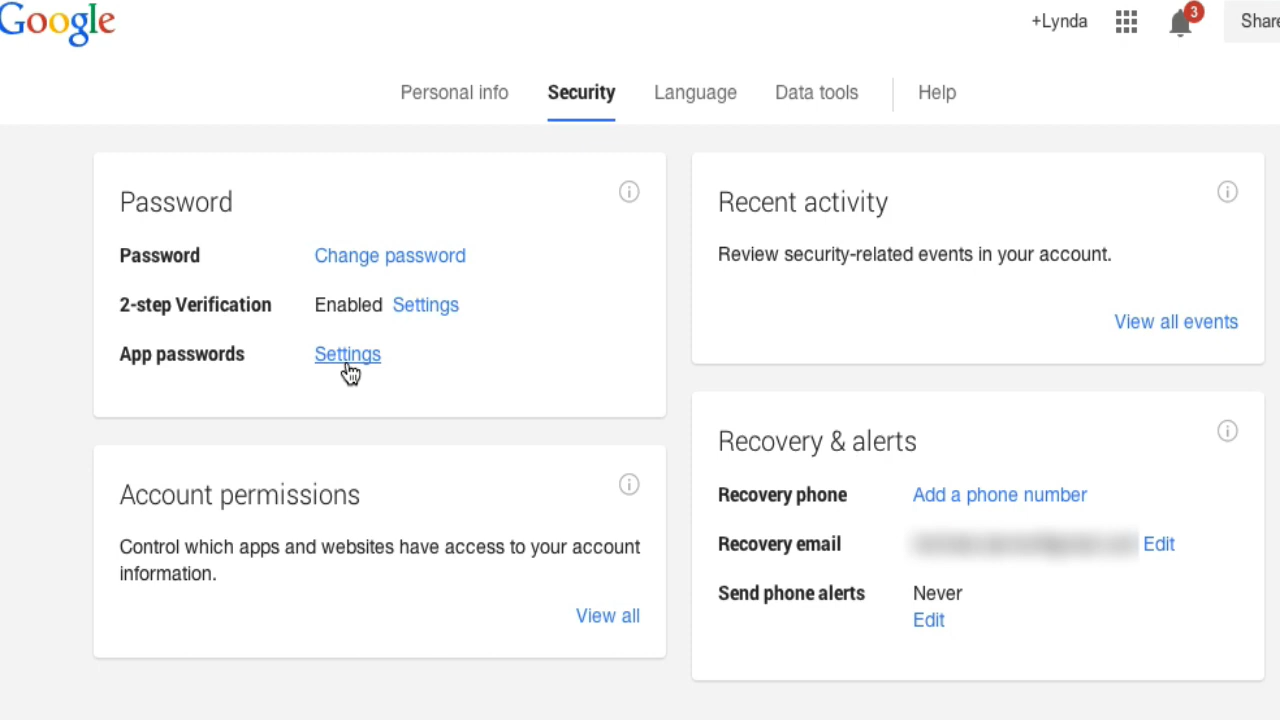 Google
+Lynda
3
Share
Personal info
Security
Language
Data tools
Help
Password
Password
Change password
2-step Verification
Enabled
Settings
App passwords
Settings
Account permissions
Control which apps and websites have access to your account
information.
View all
Recent activity
Review security-related events in your account.
View all events
Recovery & alerts
Recovery phone
Add a phone number
Recovery email
Edit
Send phone alerts
Never
Edit